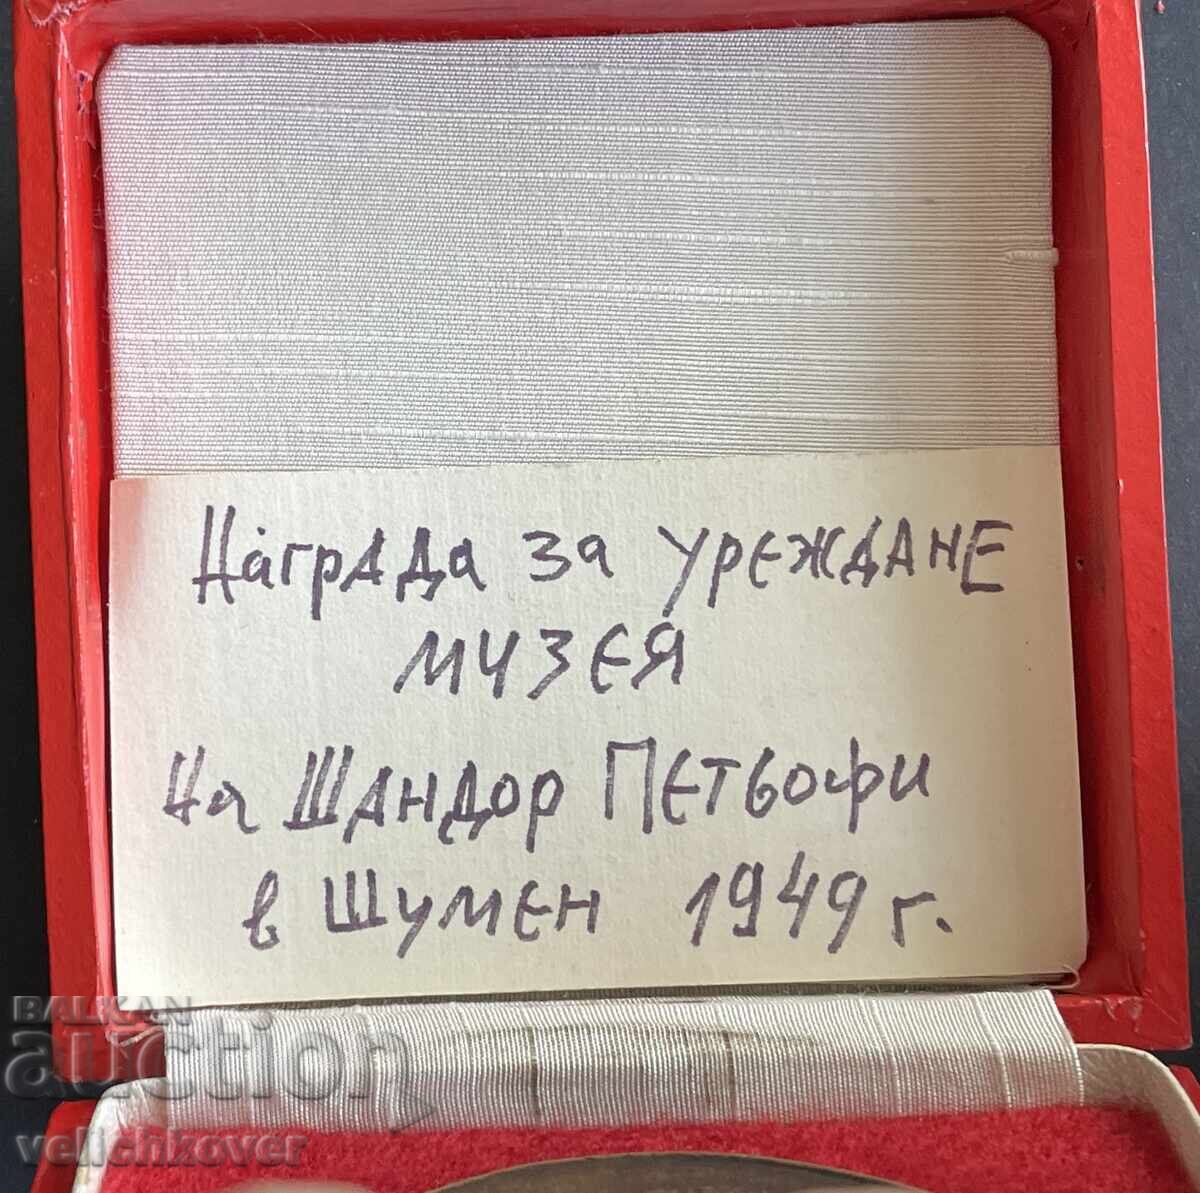 Награда за уреждане
музея
на Шандор Петьофи
в Шумен 1949 г.
BALKAN
auction
velichkover